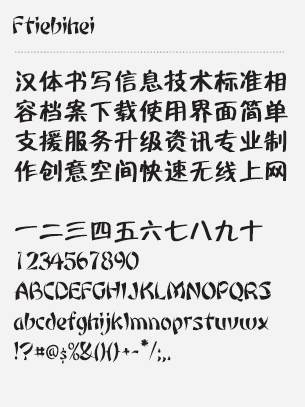 Ftiebihei
汉体书写信息技术标准相
容档案下载使用界面简单
支援服务升级资讯专业制
作创意空间快速无线上网
一二三四五六七八九十
1234567890
ABCDEFGHIJKLMNOPQRS
abcdefghijklmnoprstuvwx
!?#@$%&()(}+-*/;,.